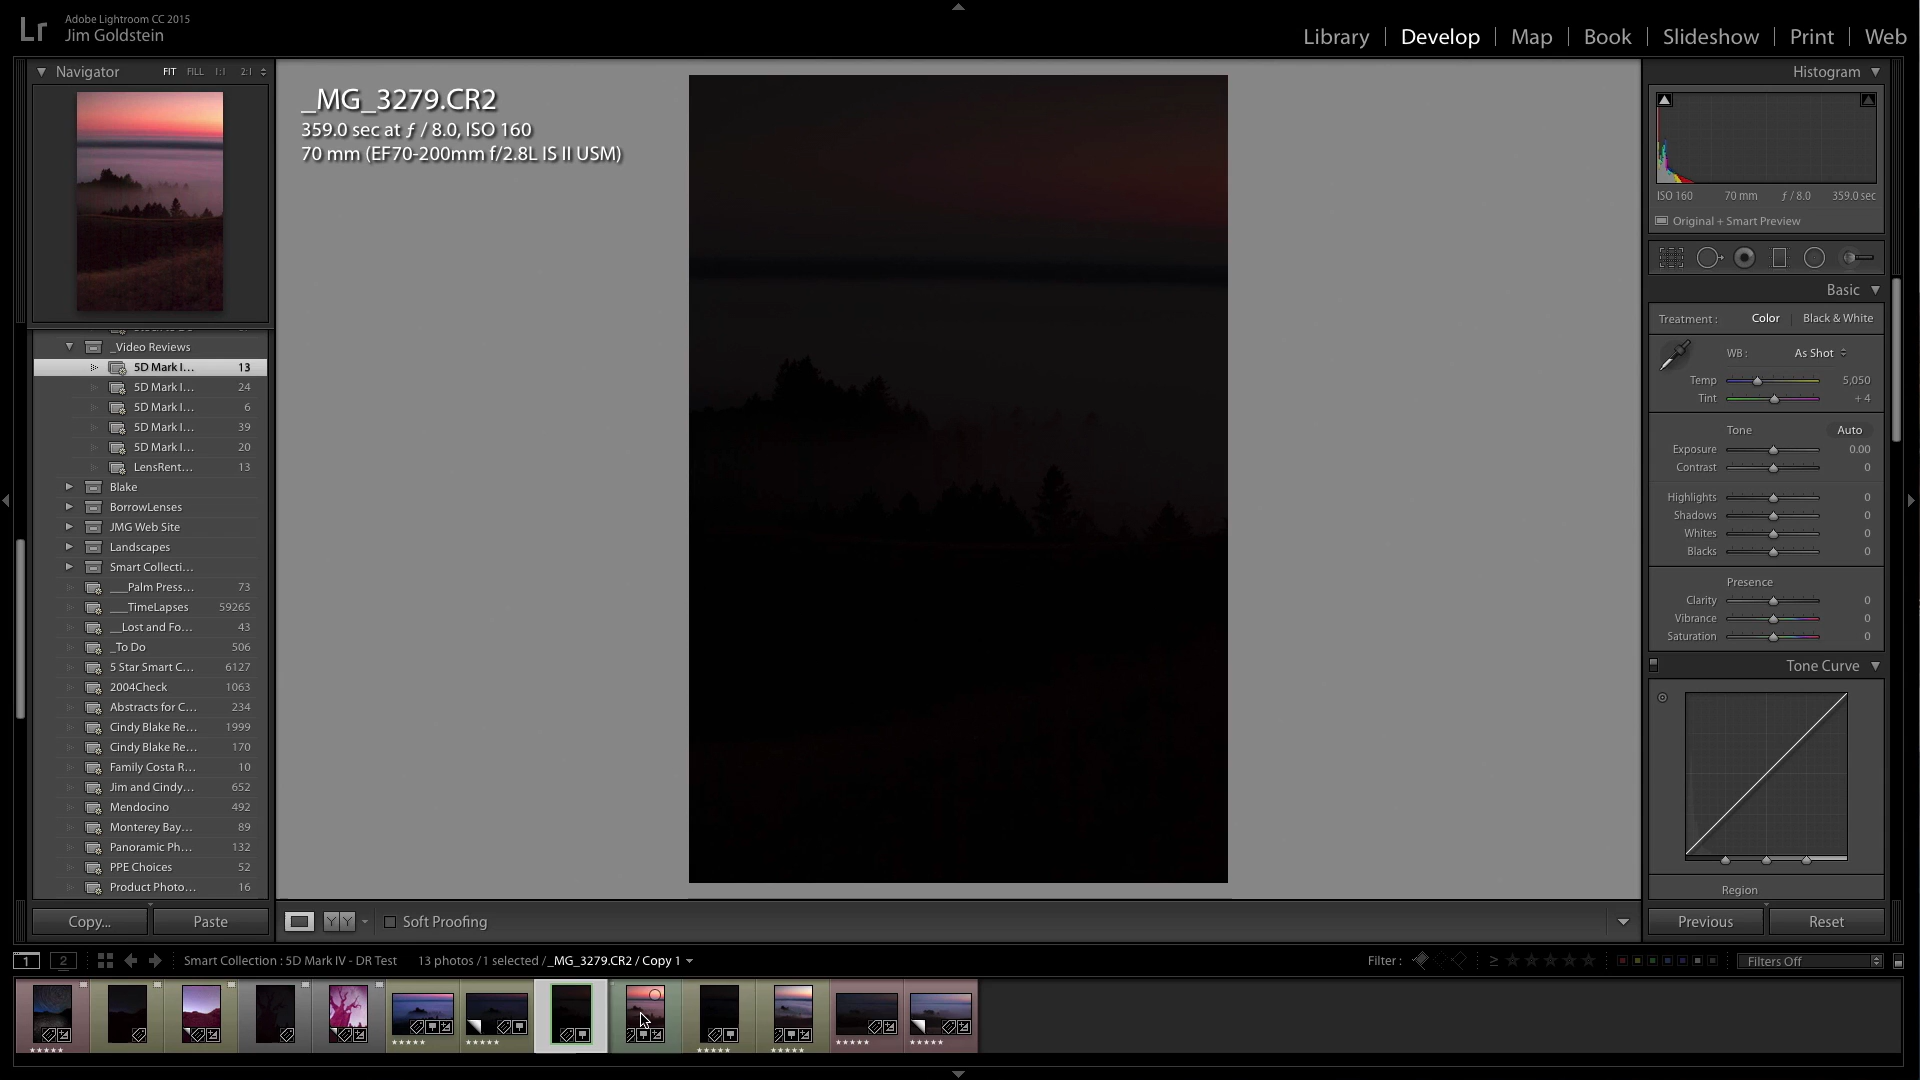 Lr
Adobe Lightroom CC 2015
Jim Goldstein
Library | Develop | Map | Book | Slideshow | Print | Web
Navigator FIT FILL 1:1 2:1
_Video Reviews
5D Mark I... 13
5D Mark I... 24
5D Mark I... 6
5D Mark I... 39
5D Mark I... 20
LensRent... 13
Blake
BorrowLenses
JMG Web Site
Landscapes
Smart Collecti...
___Palm Press... 73
___TimeLapses 59265
__Lost and Fo... 43
_To Do 506
5 Star Smart C... 6127
2004Check 1063
Abstracts for C... 234
Cindy Blake Re... 1999
Cindy Blake Re... 170
Family Costa R... 10
Jim and Cindy... 652
Mendocino 492
Monterey Bay... 89
Panoramic Ph... 132
PPE Choices 52
Product Photo... 16
Copy... Paste
_MG_3279.CR2
359.0 sec at ƒ / 8.0, ISO 160
70 mm (EF70-200mm f/2.8L IS II USM)
Y Y Soft Proofing
Histogram
ISO 160 70 mm ƒ / 8.0 359.0 sec
Original + Smart Preview
Basic
Treatment : Color | Black & White
WB : As Shot
Temp 5,050
Tint + 4
Tone Auto
Exposure 0.00
Contrast 0
Highlights 0
Shadows 0
Whites 0
Blacks 0
Presence
Clarity 0
Vibrance 0
Saturation 0
Tone Curve
Region
Previous Reset
1 2 Smart Collection : 5D Mark IV - DR Test 13 photos / 1 selected / _MG_3279.CR2 / Copy 1 Filter : ≥ ★★★★★ Filters Off